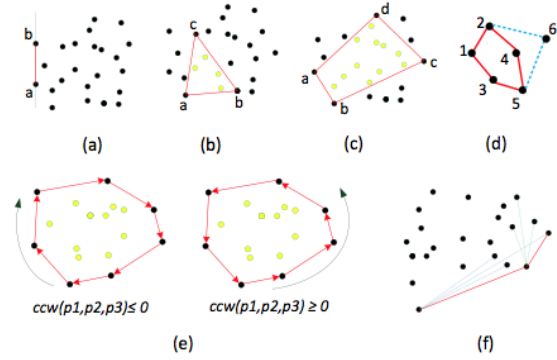 b
a
(a)
c
a
b
(b)
d
a
b
c
(c)
2
6
1
4
3
5
(d)
ccw(p1,p2,p3)≤ 0
ccw(p1,p2,p3) ≥ 0
(e)
(f)